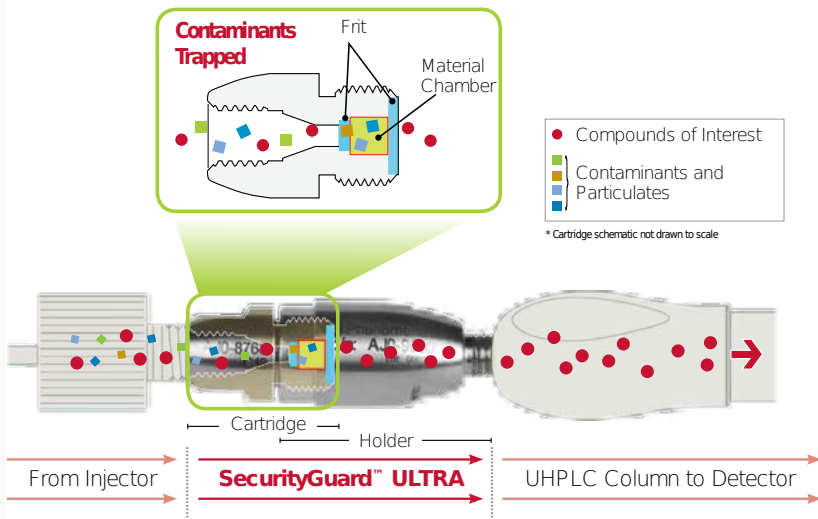 Contaminants
Trapped
Frit
Material
Chamber
Compounds of Interest
Contaminants and
Particulates
* Cartridge schematic not drawn to scale
Cartridge
Holder
From Injector
SecurityGuard™ ULTRA
UHPLC Column to Detector